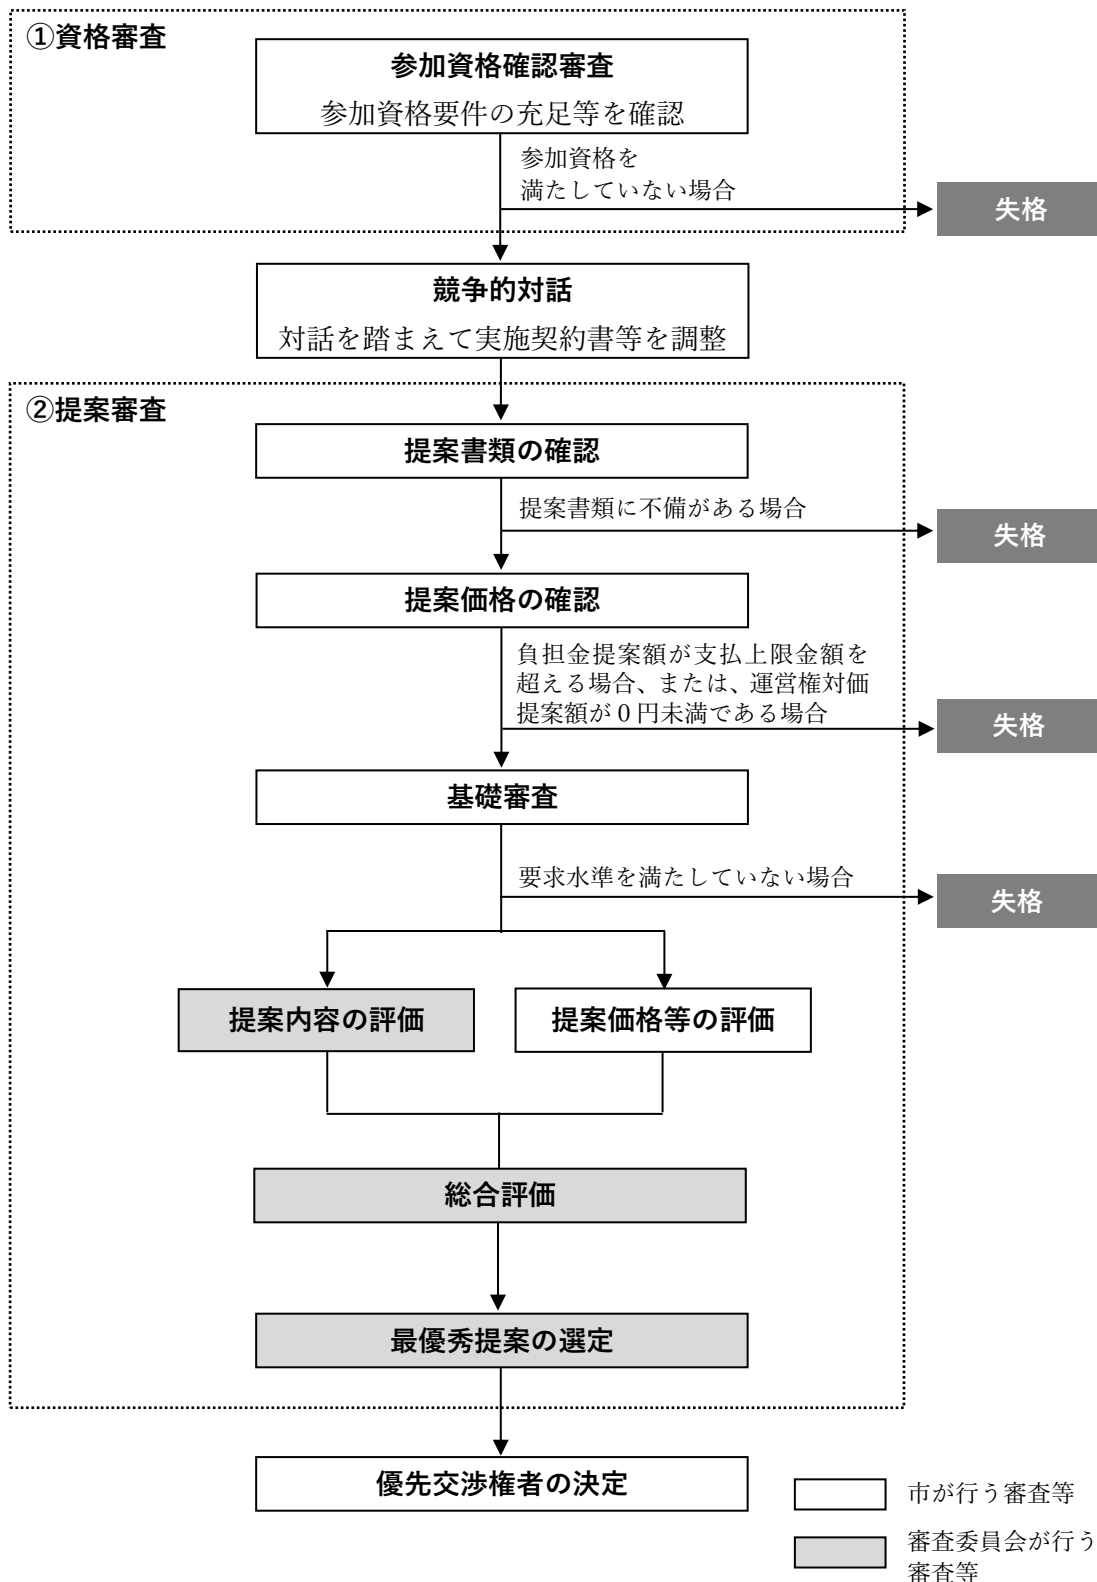 ①資格審査
参加資格確認審査
参加資格要件の充足等を確認
参加資格を
満たしていない場合
失格
競争的対話
対話を踏まえて実施契約書等を調整
②提案審査
提案書類の確認
提案書類に不備がある場合
失格
提案価格の確認
負担金提案額が支払上限金額を
超える場合、または、運営権対価
提案額が０円未満である場合
失格
基礎審査
要求水準を満たしていない場合
失格
提案内容の評価
提案価格等の評価
総合評価
最優秀提案の選定
優先交渉権者の決定
市が行う審査等
審査委員会が行う
審査等